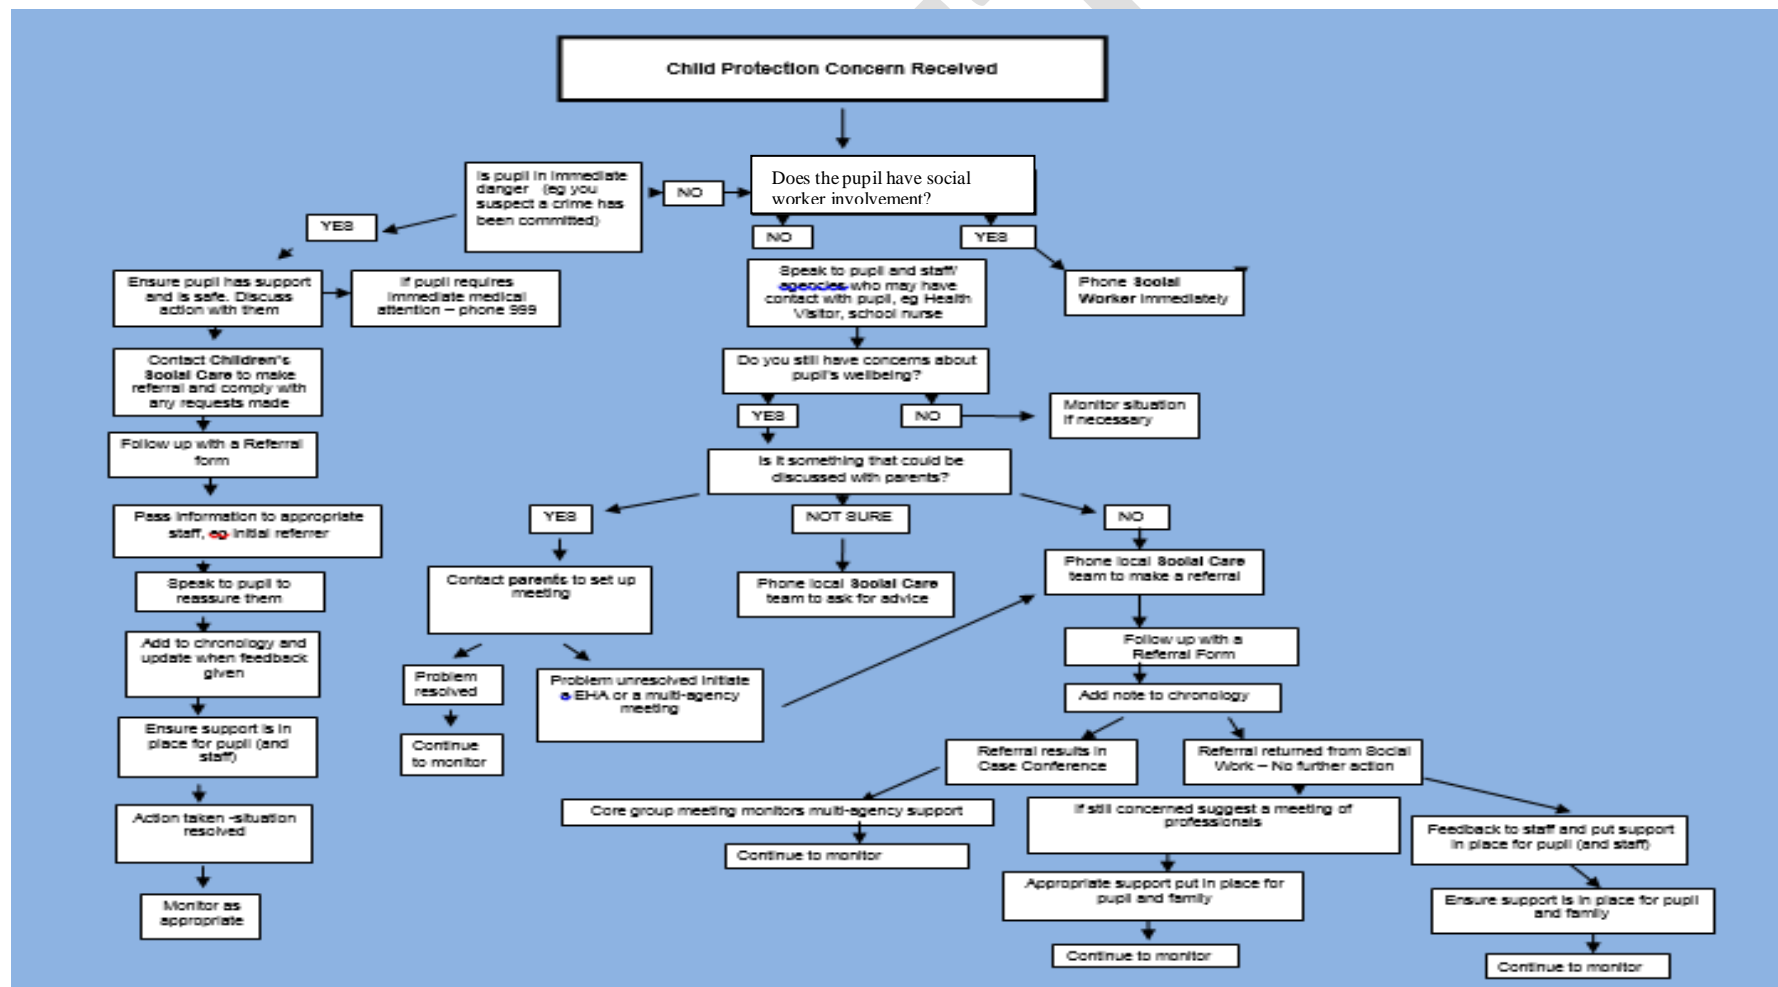 Child Protection Concern Received
Is pupil in immediate
danger (eg you
suspect a crime has
been committed)
NO
Does the pupil have social
worker involvement?
YES
NO
YES
Ensure pupil has support
and is safe. Discuss
action with them
If pupil requires
immediate medical
attention – phone 999
Speak to pupil and staff/
agencies who may have
contact with pupil, eg Health
Visitor, school nurse
Phone Social
Worker immediately
Contact Children's
Social Care to make
referral and comply with
any requests made
Do you still have concerns about
pupil's wellbeing?
YES
NO
Monitor situation
if necessary
Follow up with a Referral
form
Is it something that could be
discussed with parents?
Pass information to appropriate
staff, eg initial referrer
YES
NOT SURE
NO
Speak to pupil to
reassure them
Contact parents to set up
meeting
Phone local Social Care
team to ask for advice
Phone local Social Care
team to make a referral
Add to chronology and
update when feedback
given
Follow up with a
Referral Form
Problem
resolved
Problem unresolved initiate
a EHA or a multi-agency
meeting
Add note to chronology
Ensure support is in
place for pupil (and
staff)
Continue
to monitor
Referral results in
Case Conference
Referral returned from Social
Work – No further action
Action taken -situation
resolved
Core group meeting monitors multi-agency support
If still concerned suggest a meeting of
professionals
Feedback to staff and put support
in place for pupil (and staff)
Continue to monitor
Monitor as
appropriate
Appropriate support put in place for
pupil and family
Ensure support is in place for pupil
and family
Continue to monitor
Continue to monitor